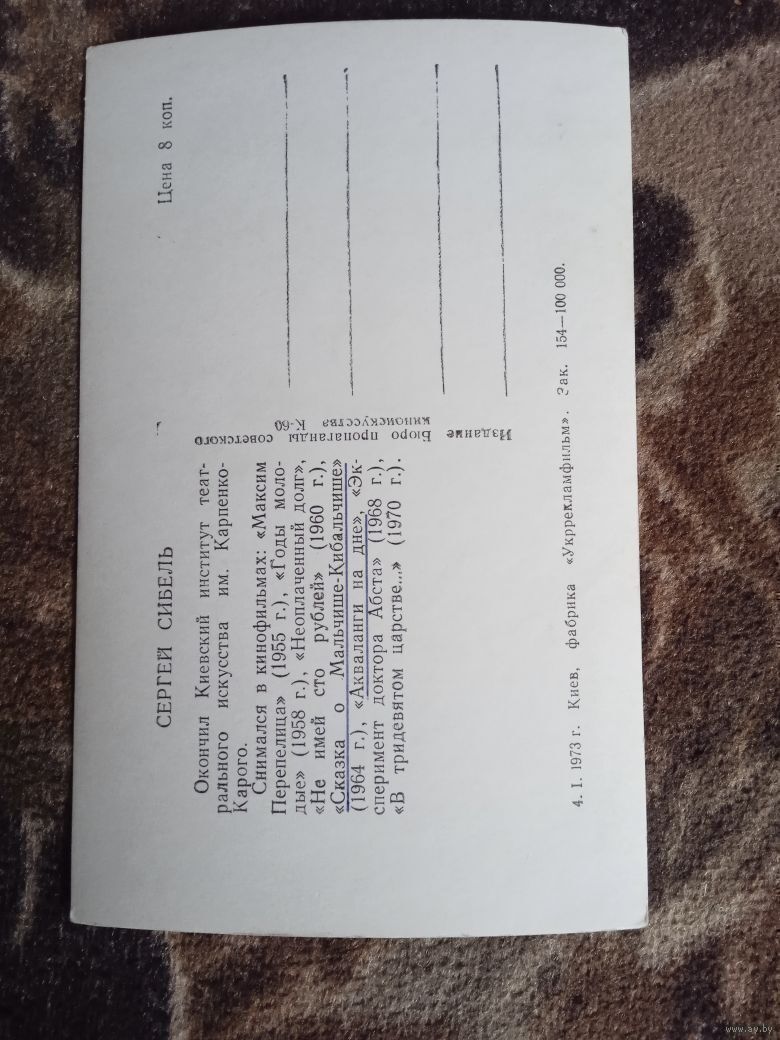 СЕРГЕЙ СИБЕЛЬ
Окончил Киевский институт теат-
рального искусства им. Карпенко-
Карого.
Снимался в кинофильмах: «Максим
Перепелица» (1955 г.), «Годы моло-
дые» (1958 г.), «Неоплаченный долг»,
«Не имей сто рублей» (1960 г.),
«Сказка о Мальчише-Кибальчише»
(1964 г.), «Акваланги на дне», «Эк-
сперимент доктора Абста» (1968 г.),
«В тридевятом царстве...» (1970 г.).
Издание Бюро пропаганды советского
киноискусства К-60
Цена 8 коп.
4. I. 1973 г. Киев, фабрика «Укррекламфильм». Зак. 154—100 000.
www.ay.by